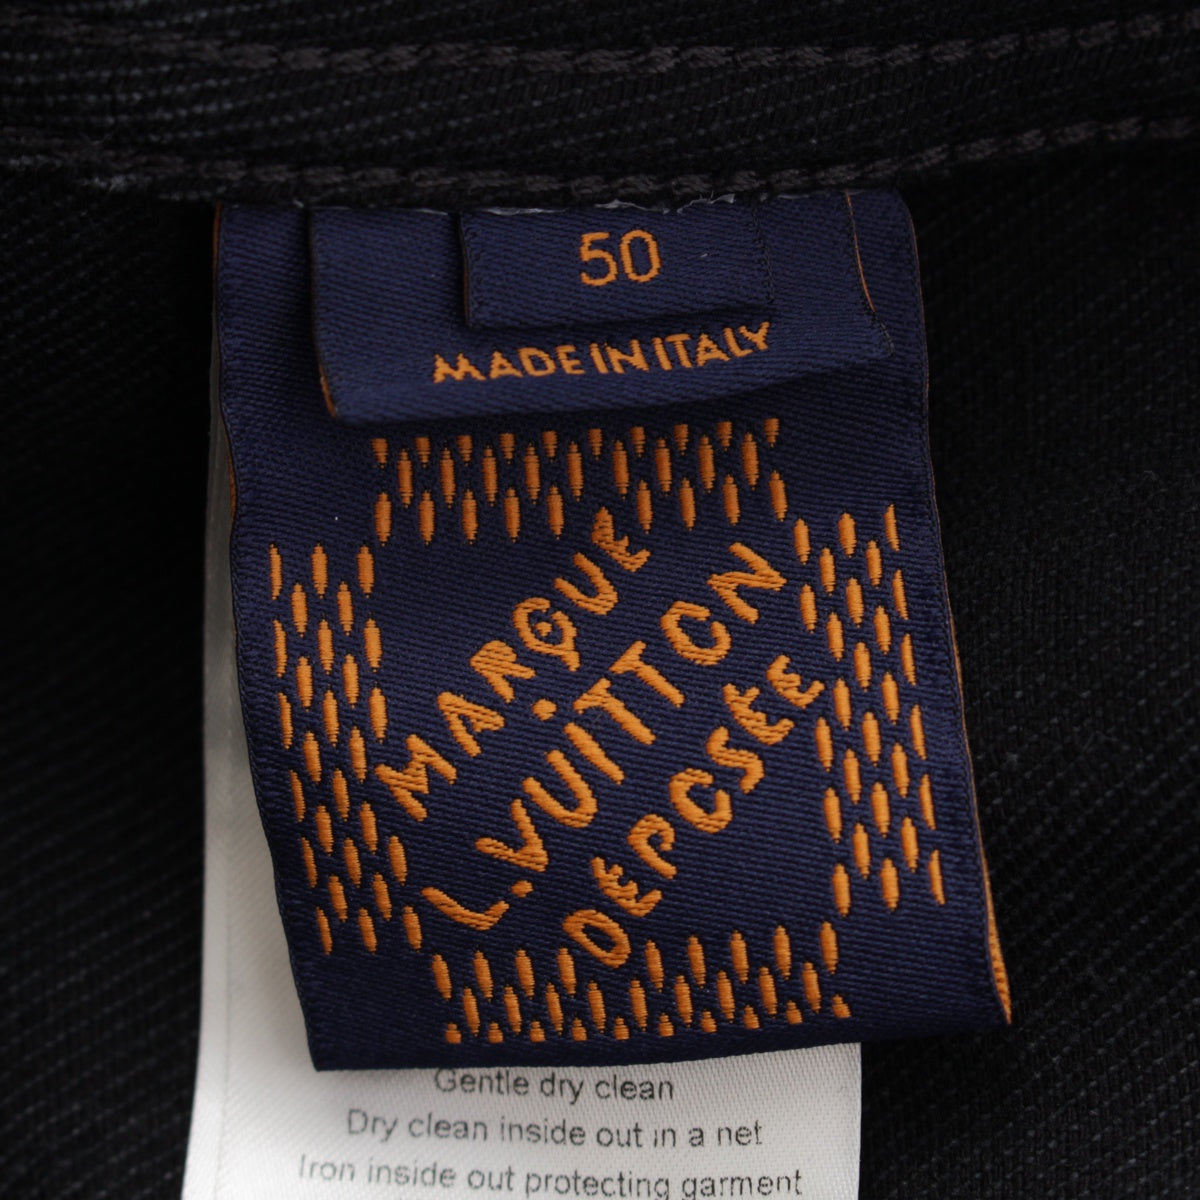 50
MADE IN ITALY
MARQUE
L.VUITTON
DÉPOSÉE
Gentle dry clean
Dry clean inside out in a net
Iron inside out protecting garment